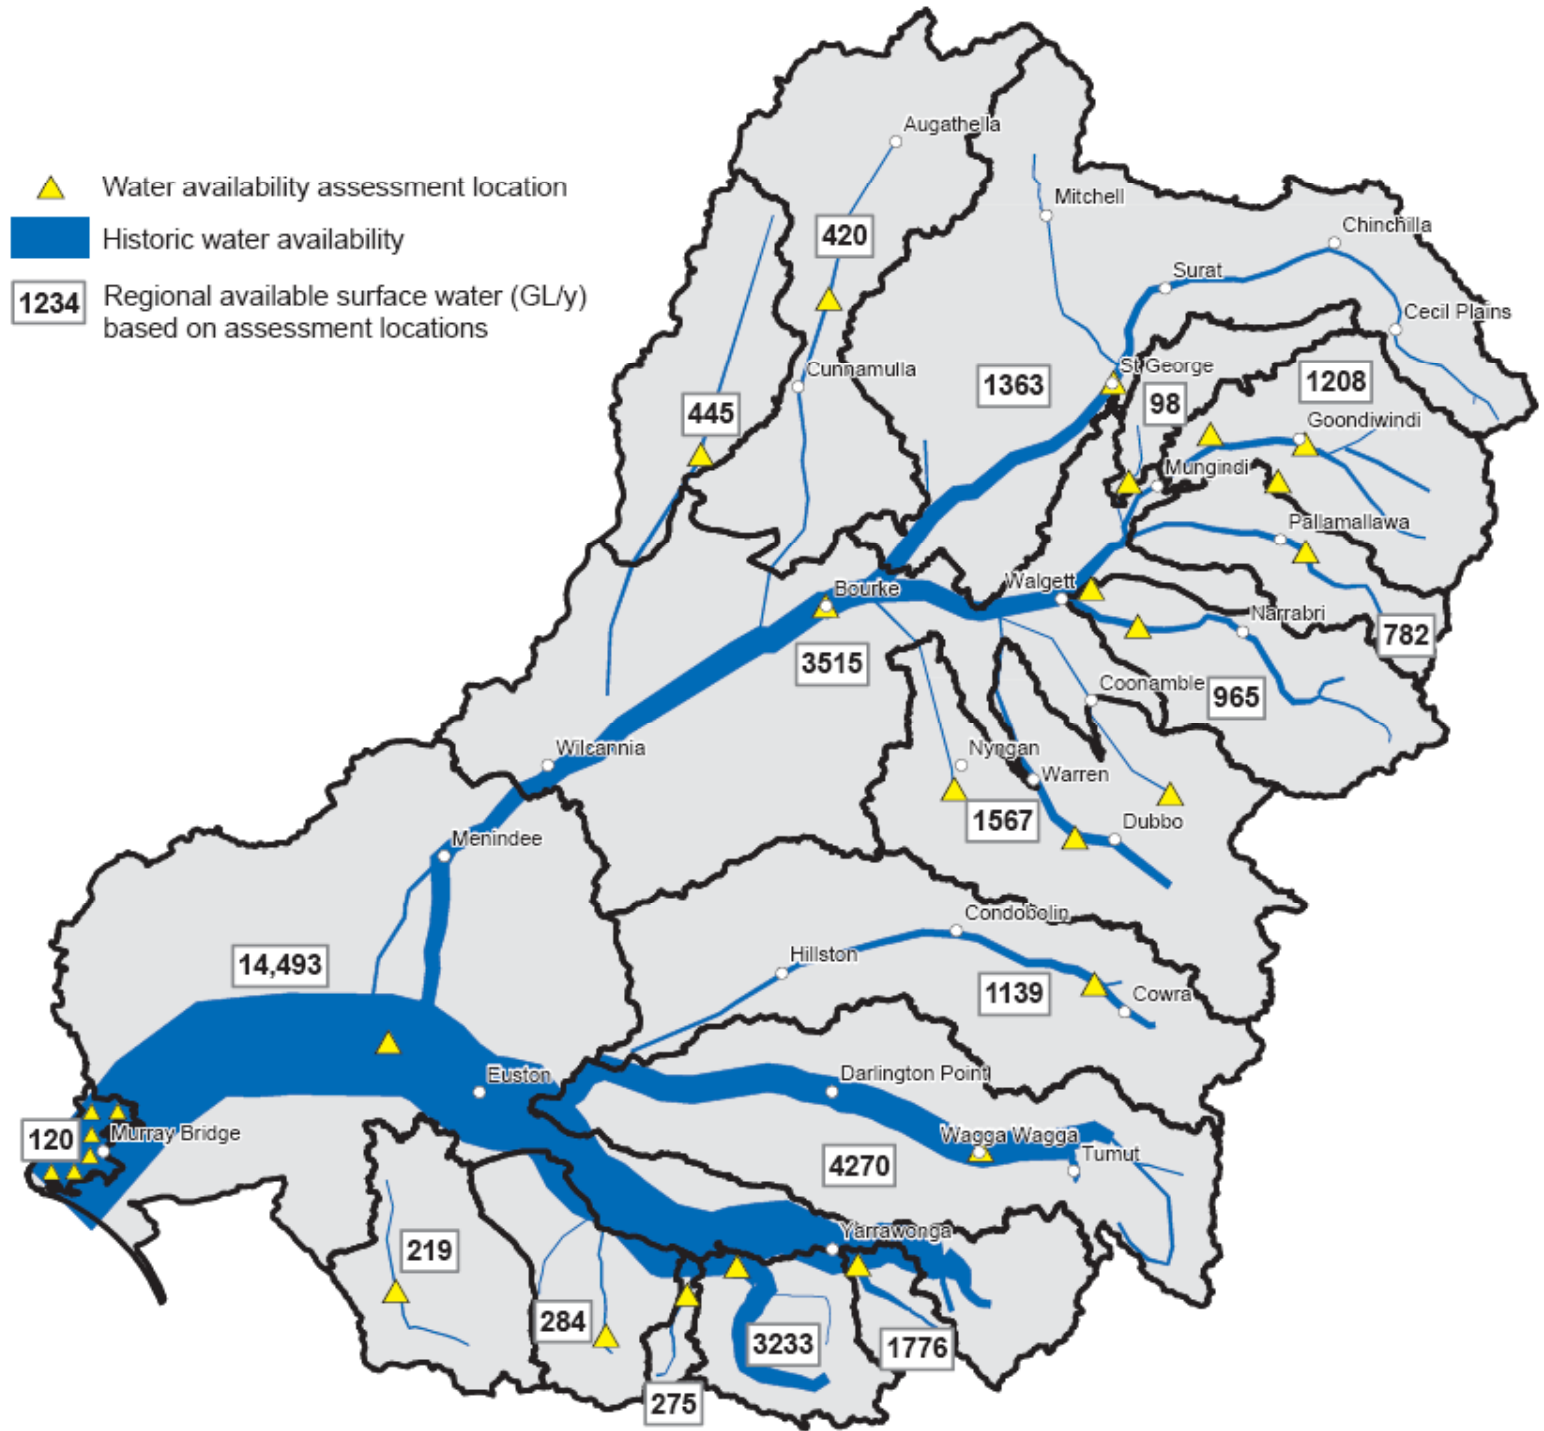 Augathella
Water availability assessment location
Mitchell
Historic water availability
420
Chinchilla
Surat
1234
Regional available surface water (GL/y)
based on assessment locations
Cecil Plains
Cunnamulla
St George
1363
1208
98
445
Goondiwindi
Mungindi
Pallamallawa
Walgett
Bourke
Narrabri
782
3515
Coonamble
965
Wilcannia
Nyngan
Warren
1567
Dubbo
Menindee
Condobolin
Hillston
14,493
1139
Cowra
Euston
Darlington Point
120
Murray Bridge
Wagga Wagga
Tumut
4270
Yarrawonga
219
284
3233
1776
275